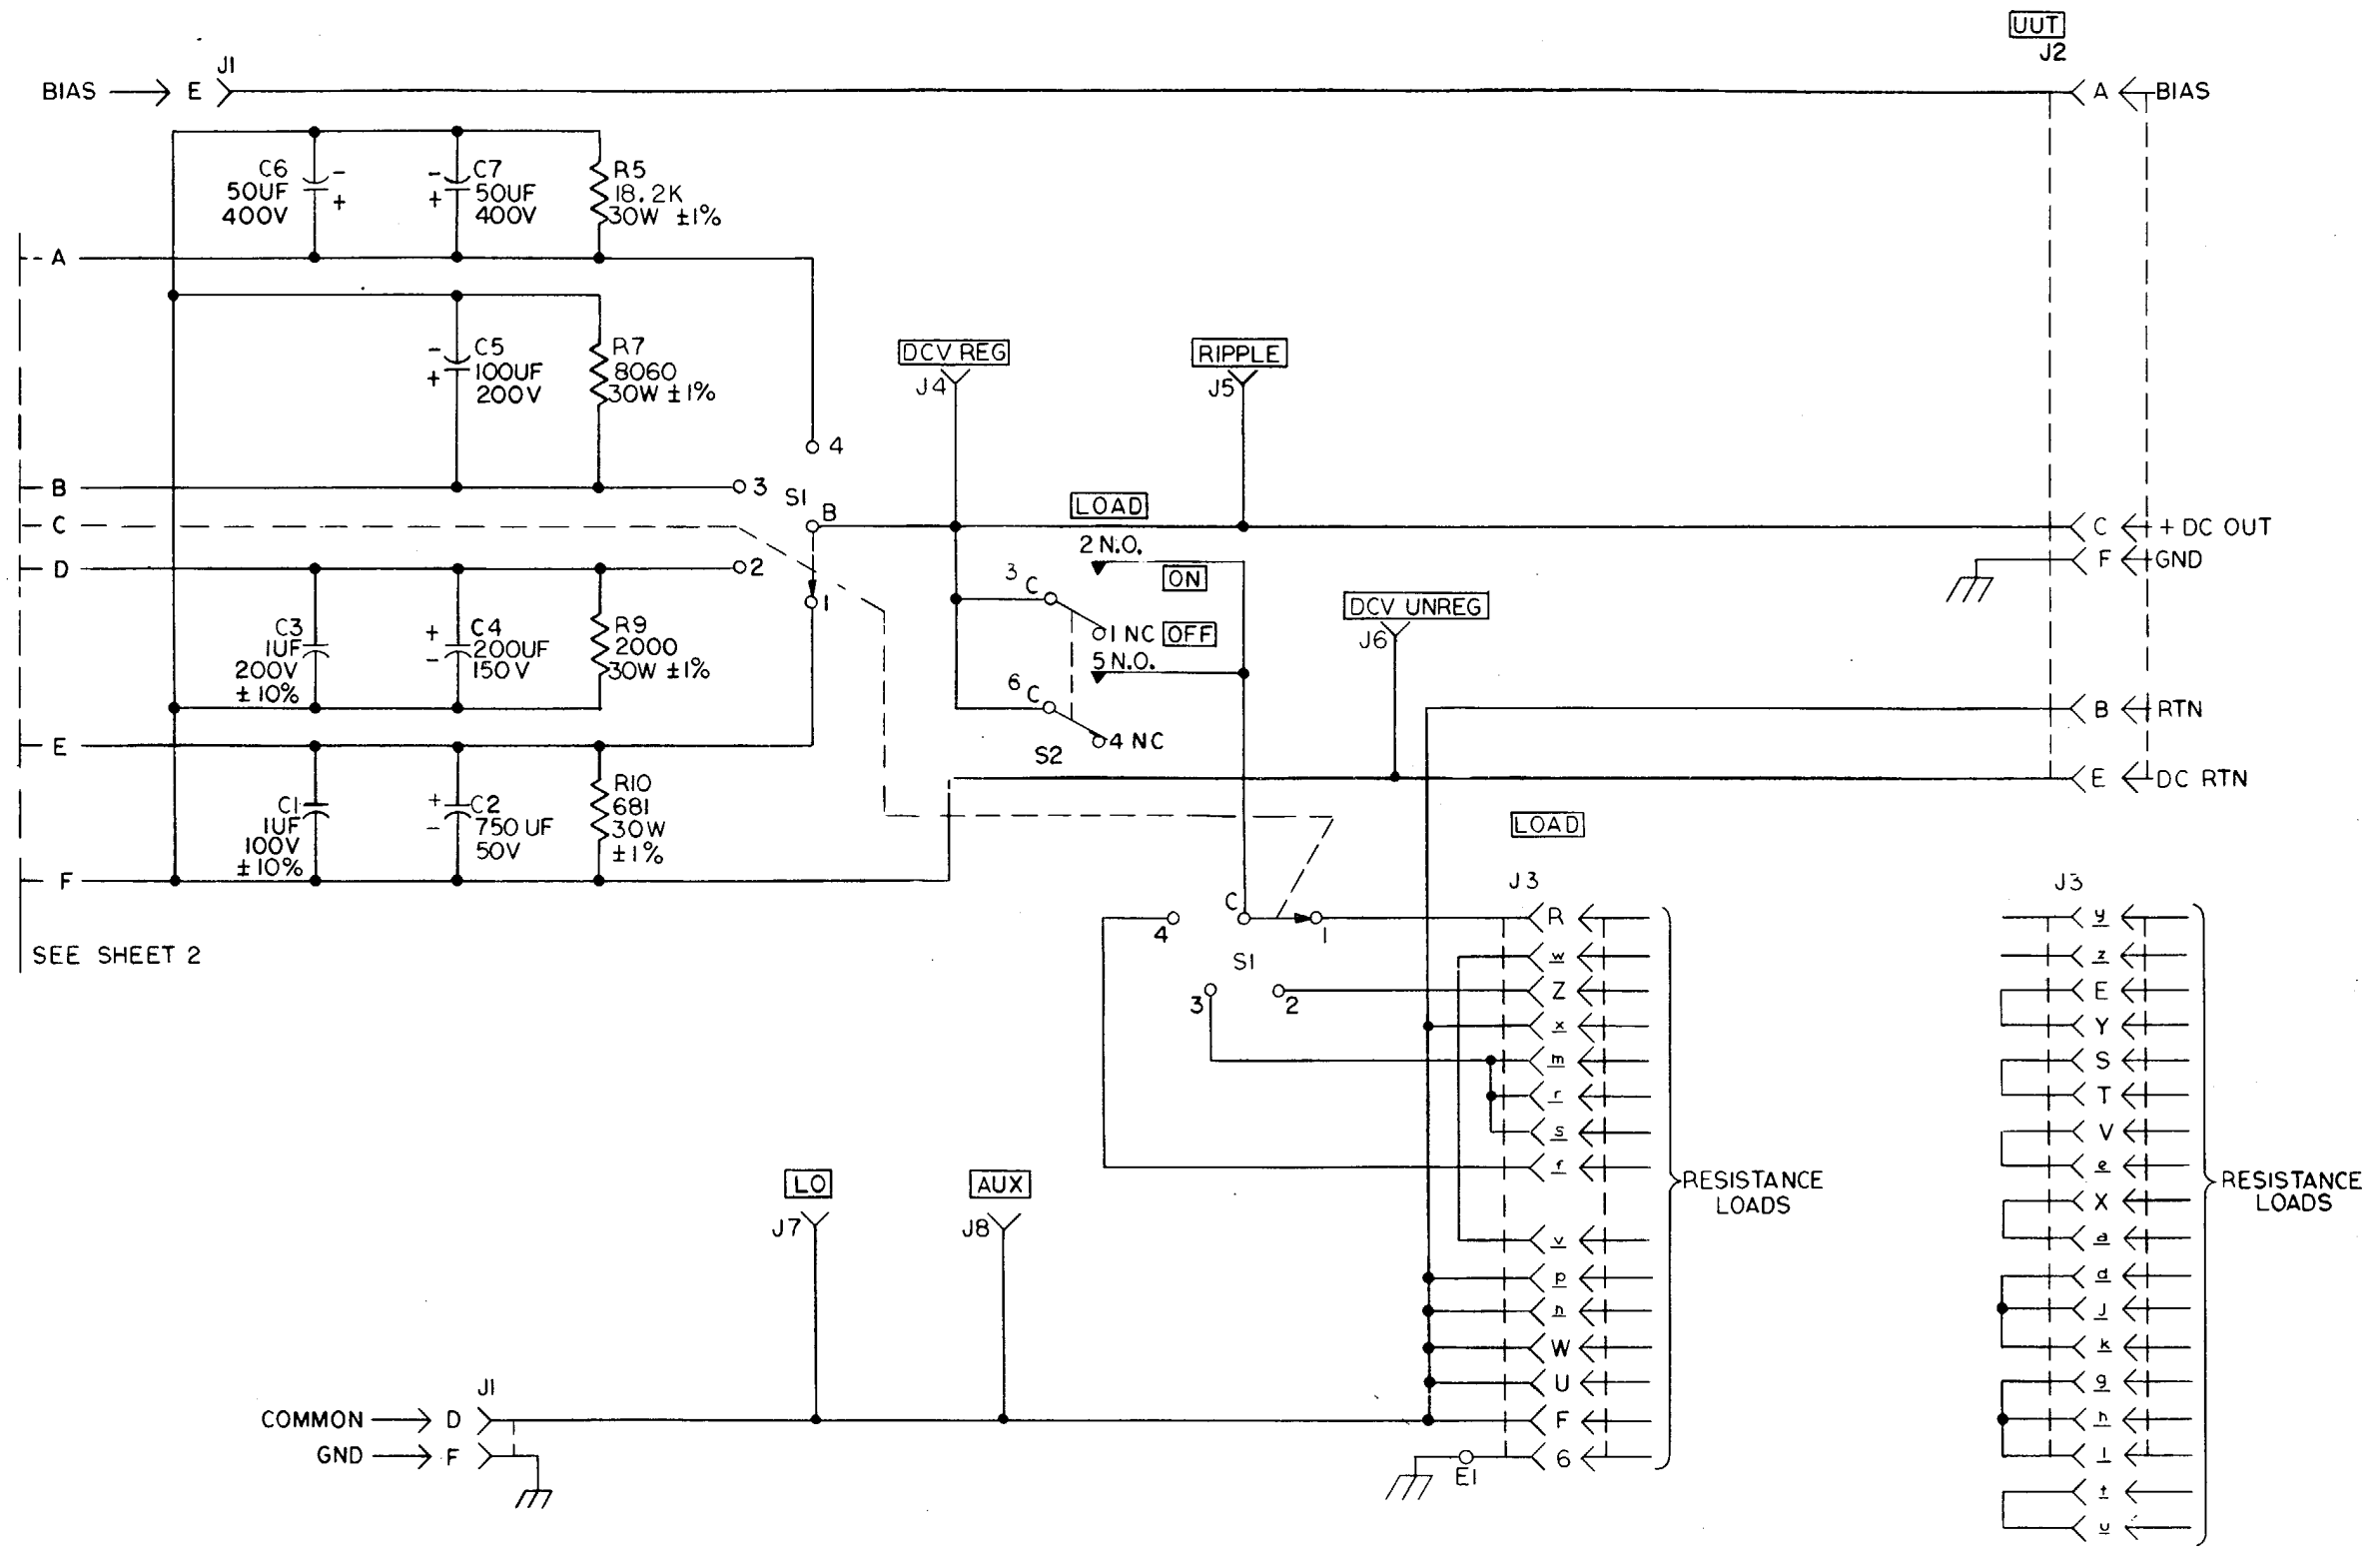 UUT
J2
J1
BIAS E
A BIAS
C6
50UF
400V
-
+
C7
50UF
400V
-
+
R5
18.2K
30W ±1%
A
C5
100UF
200V
-
+
R7
8060
30W ±1%
DCV REG
J4
RIPPLE
J5
4
B
3
S1
B
LOAD
C
C + DC OUT
2 N.O.
F GND
D
2
ON
3 C
DCV UNREG
J6
1
1 NC OFF
C3
1UF
200V
±10%
+
-
C4
200UF
150V
R9
2000
30W ±1%
5 N.O.
6 C
B RTN
E
4 NC
S2
E DC RTN
C1
1UF
100V
±10%
+
-
C2
750UF
50V
R10
681
30W
±1%
LOAD
F
J3
J3
SEE SHEET 2
C
4
1
S1
3
2
R
w
Z
x
m
r
s
f
v
p
n
W
U
F
6
RESISTANCE
LOADS
y
z
E
Y
S
T
V
e
X
a
d
J
k
g
h
t
u
RESISTANCE
LOADS
LO
J7
AUX
J8
J1
COMMON D
GND F
E1